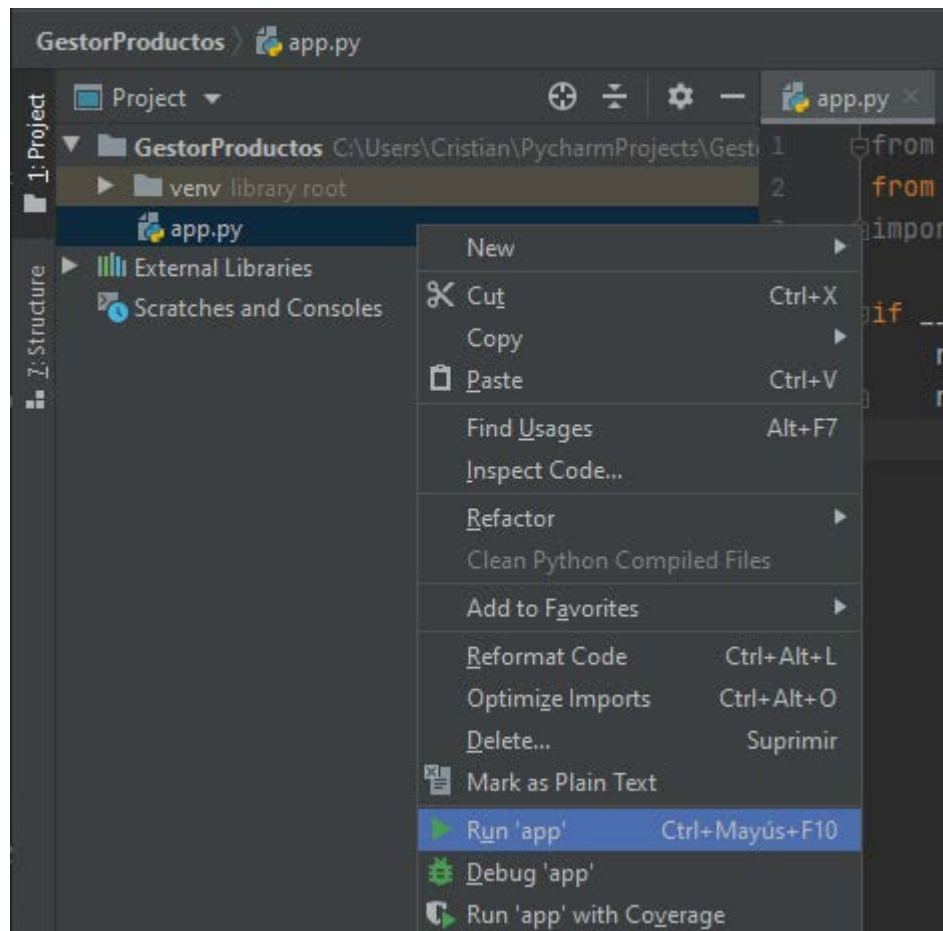 GestorProductos 〉 app.py
1: Project
Project
app.py
GestorProductos C:\Users\Cristian\PycharmProjects\Gest
venv library root
app.py
External Libraries
Scratches and Consoles
7: Structure
1 from
2 from
impor
if __
New
Cut Ctrl+X
Copy
Paste Ctrl+V
Find Usages Alt+F7
Inspect Code...
Refactor
Clean Python Compiled Files
Add to Favorites
Reformat Code Ctrl+Alt+L
Optimize Imports Ctrl+Alt+O
Delete... Suprimir
Mark as Plain Text
Run 'app' Ctrl+Mayús+F10
Debug 'app'
Run 'app' with Coverage